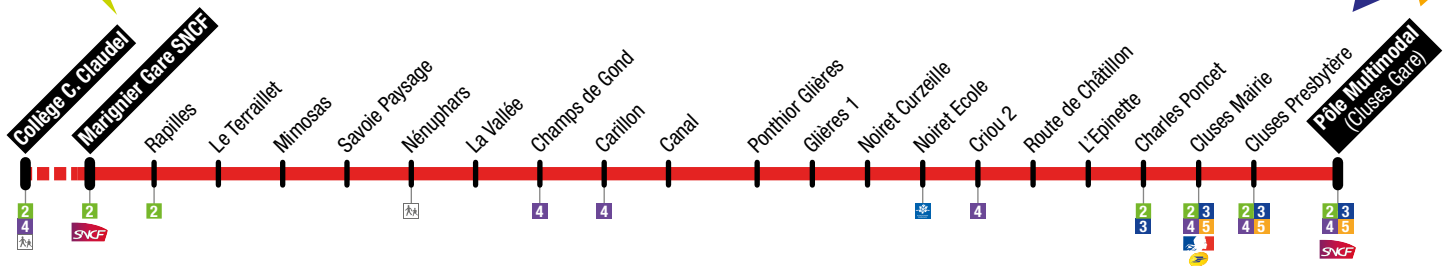 Collège C. Claudel
Marignier Gare SNCF
Rapilles
Le Terraillet
Mimosas
Savoie Paysage
Nénuphars
La Vallée
Champs de Gond
Carillon
Canal
Ponthior Glières
Glières 1
Noiret Curzeille
Noiret Ecole
Criou 2
Route de Châtillon
L'Epinette
Charles Poncet
Cluses Mairie
Cluses Presbytère
Pôle Multimodal
(Cluses Gare)
2
4
2
SNCF
2
4
4
4
2
3
2 3
4 5
2 3
4 5
2 3
4 5
SNCF